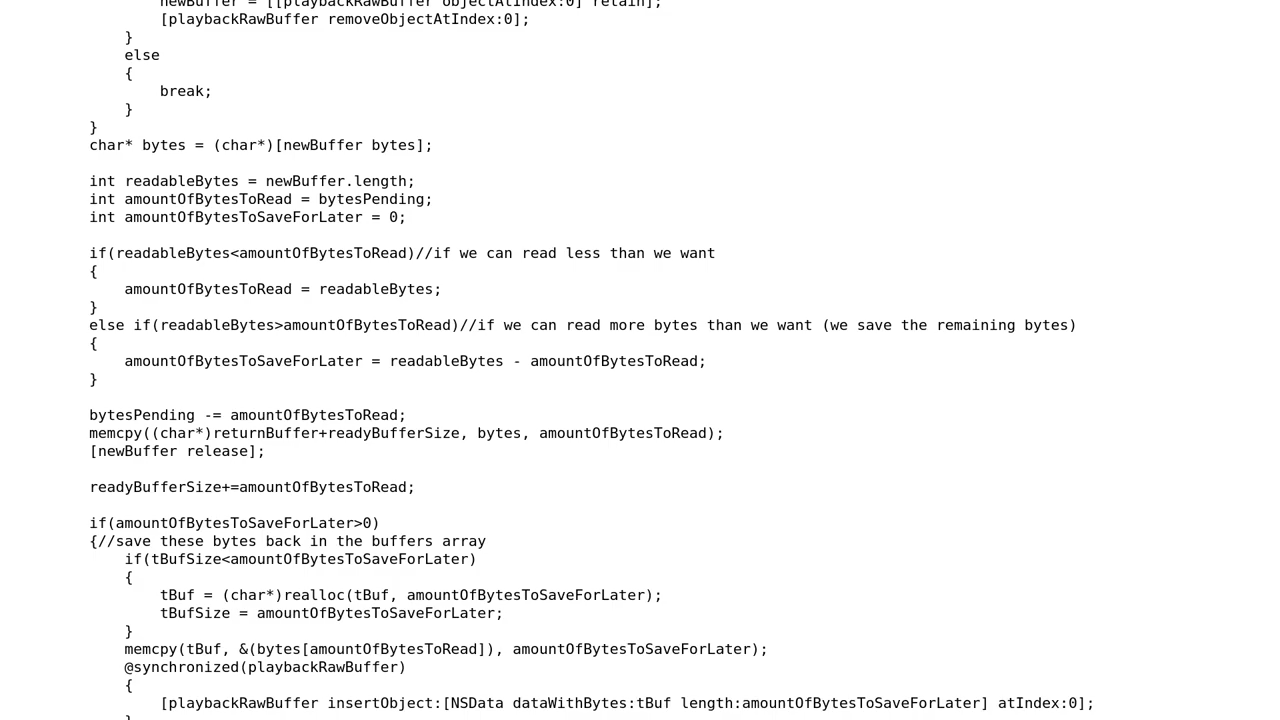 newBuffer = [[playbackRawBuffer objectAtIndex:0] retain];
[playbackRawBuffer removeObjectAtIndex:0];
}
else
{
break;
}
}
char* bytes = (char*)[newBuffer bytes];
int readableBytes = newBuffer.length;
int amountOfBytesToRead = bytesPending;
int amountOfBytesToSaveForLater = 0;
if(readableBytes<amountOfBytesToRead)//if we can read less than we want
{
amountOfBytesToRead = readableBytes;
}
else if(readableBytes>amountOfBytesToRead)//if we can read more bytes than we want (we save the remaining bytes)
{
amountOfBytesToSaveForLater = readableBytes - amountOfBytesToRead;
}
bytesPending -= amountOfBytesToRead;
memcpy((char*)returnBuffer+readyBufferSize, bytes, amountOfBytesToRead);
[newBuffer release];
readyBufferSize+=amountOfBytesToRead;
if(amountOfBytesToSaveForLater>0)
{//save these bytes back in the buffers array
if(tBufSize<amountOfBytesToSaveForLater)
{
tBuf = (char*)realloc(tBuf, amountOfBytesToSaveForLater);
tBufSize = amountOfBytesToSaveForLater;
}
memcpy(tBuf, &(bytes[amountOfBytesToRead]), amountOfBytesToSaveForLater);
@synchronized(playbackRawBuffer)
{
[playbackRawBuffer insertObject:[NSData dataWithBytes:tBuf length:amountOfBytesToSaveForLater] atIndex:0];
}